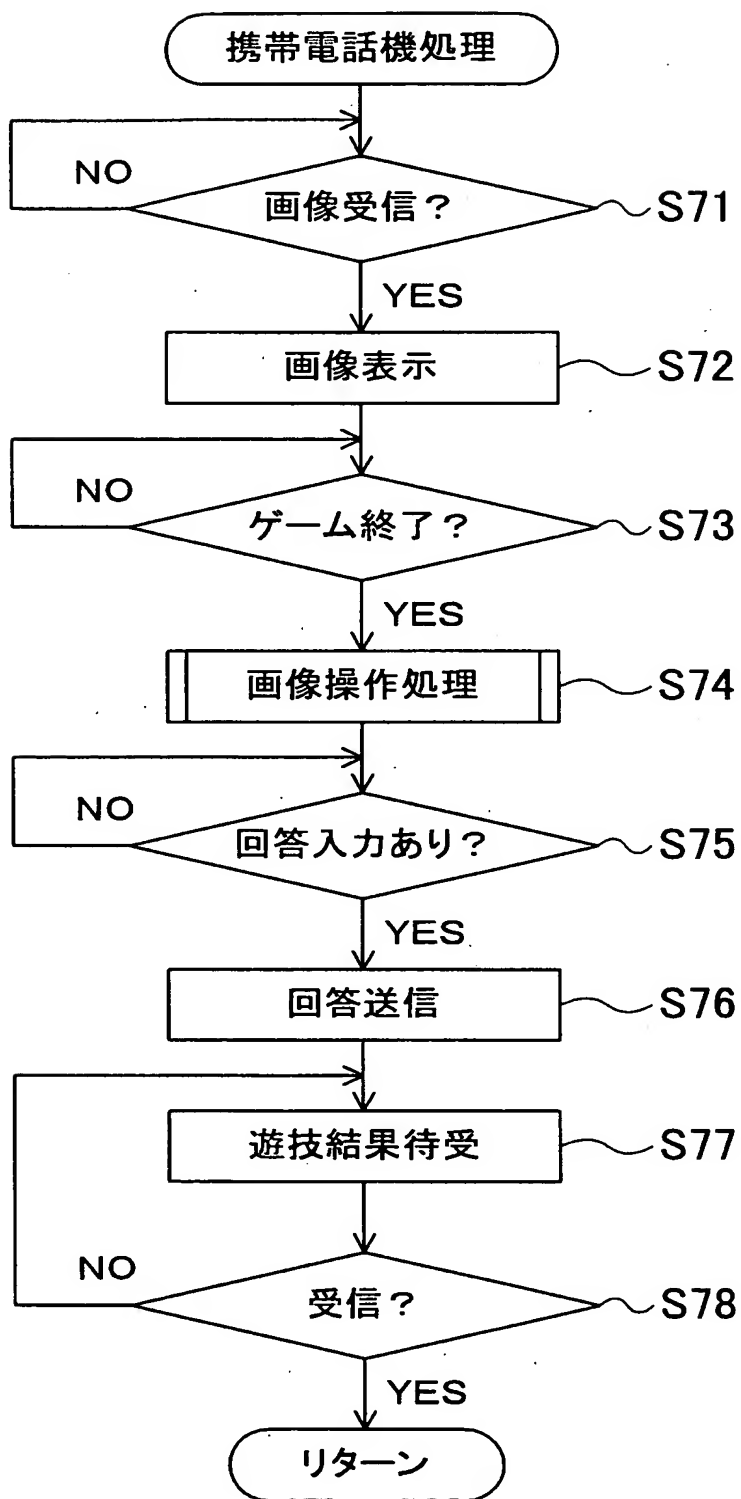 携帯電話機処理
NO
画像受信？
S71
YES
画像表示
S72
NO
ゲーム終了？
S73
YES
画像操作処理
S74
NO
回答入力あり？
S75
YES
回答送信
S76
遊技結果待受
S77
NO
受信？
S78
YES
リターン